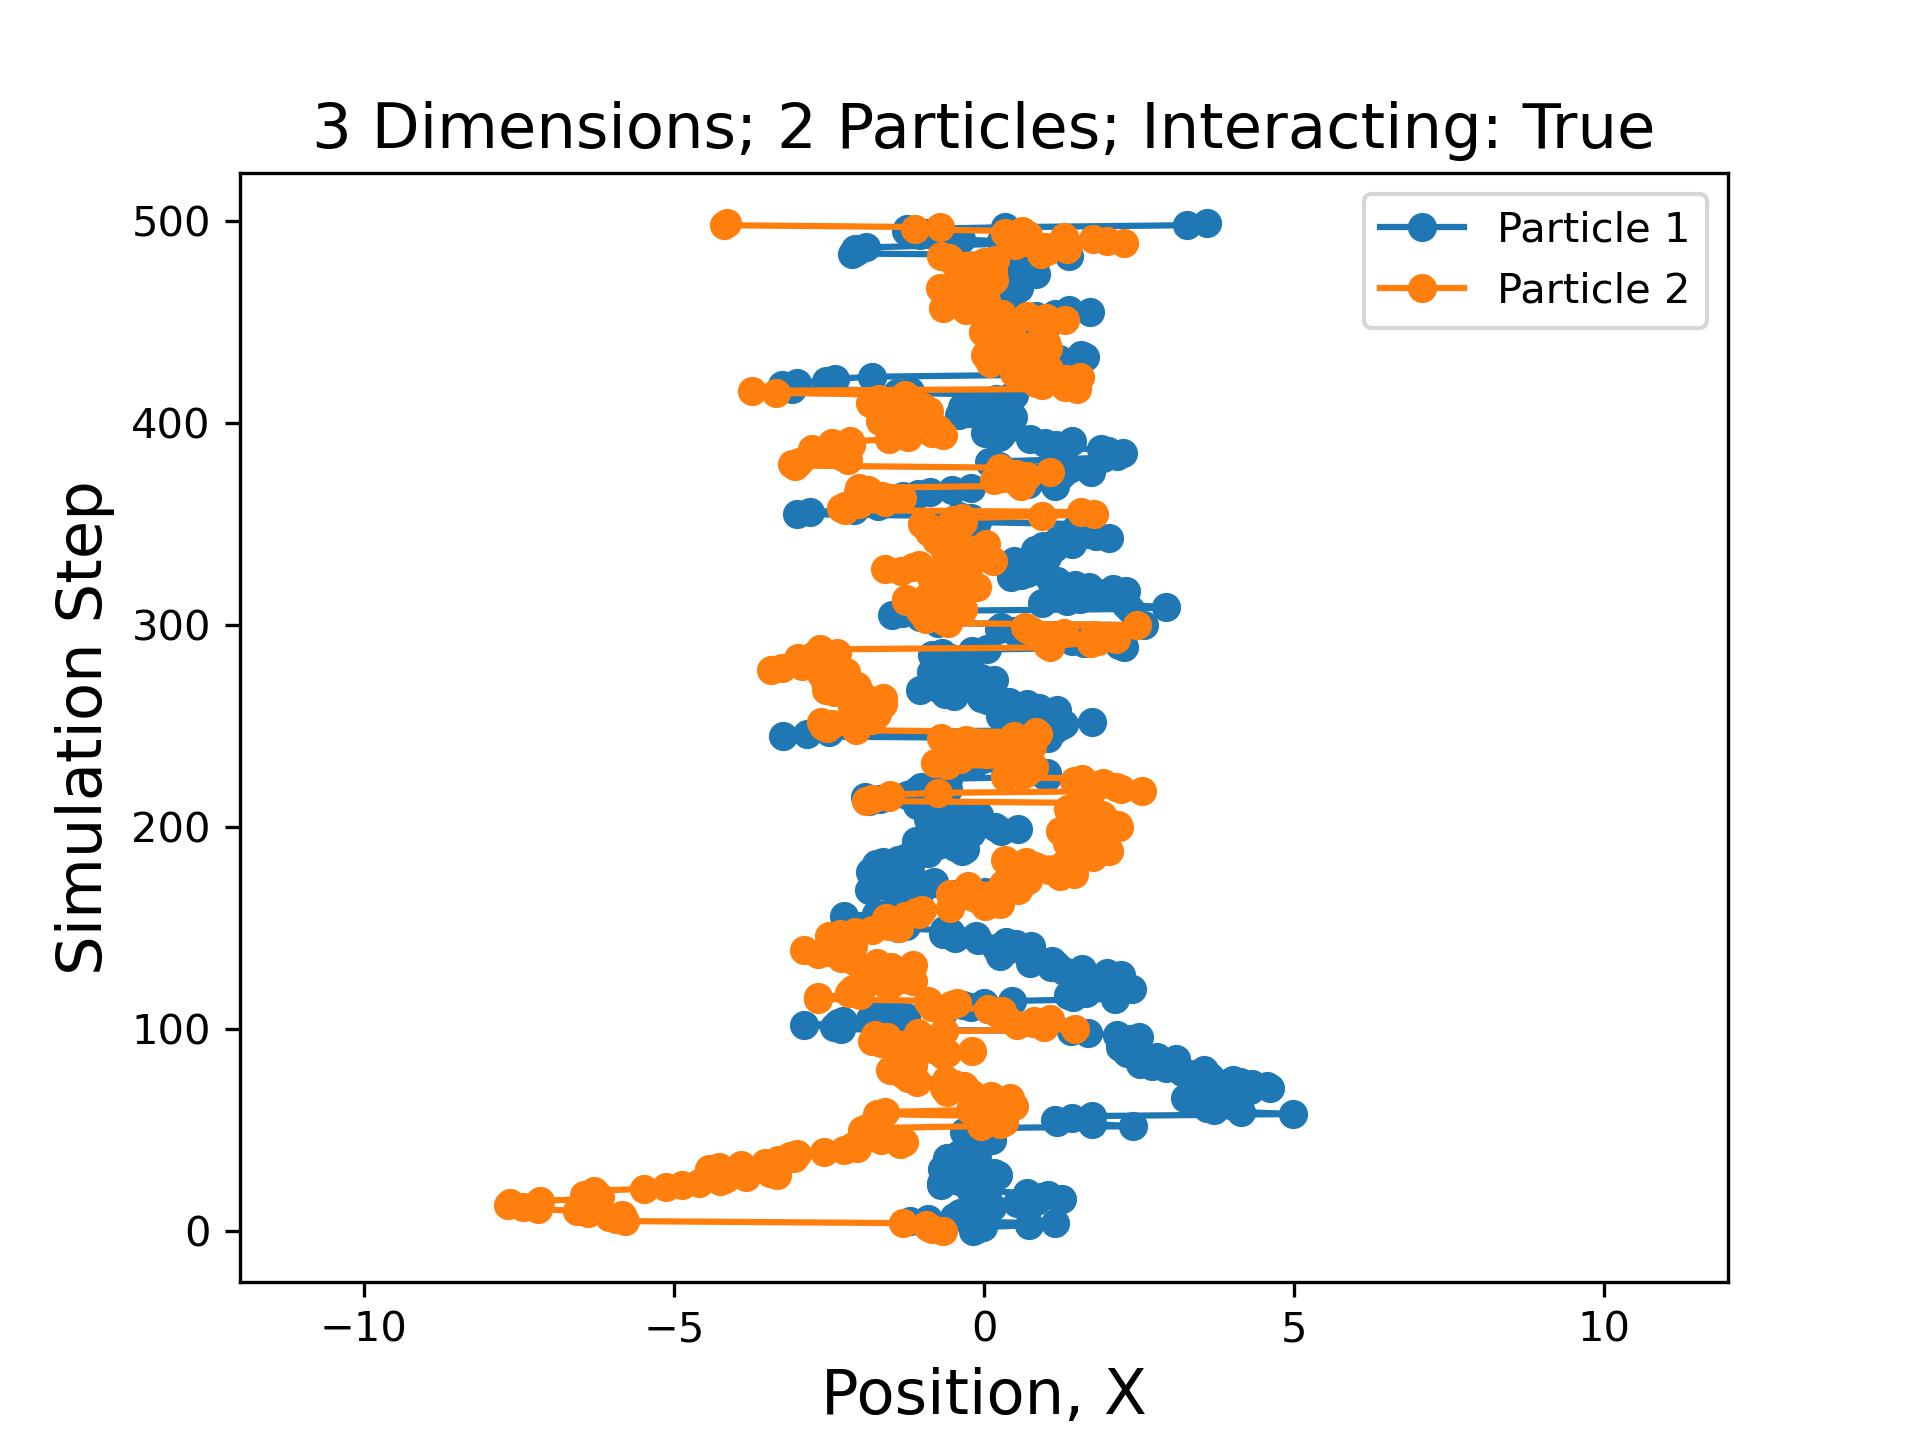 3 Dimensions; 2 Particles; Interacting: True
Particle 1
Particle 2
500
400
300
200
100
0
Simulation Step
−10
−5
0
5
10
Position, X